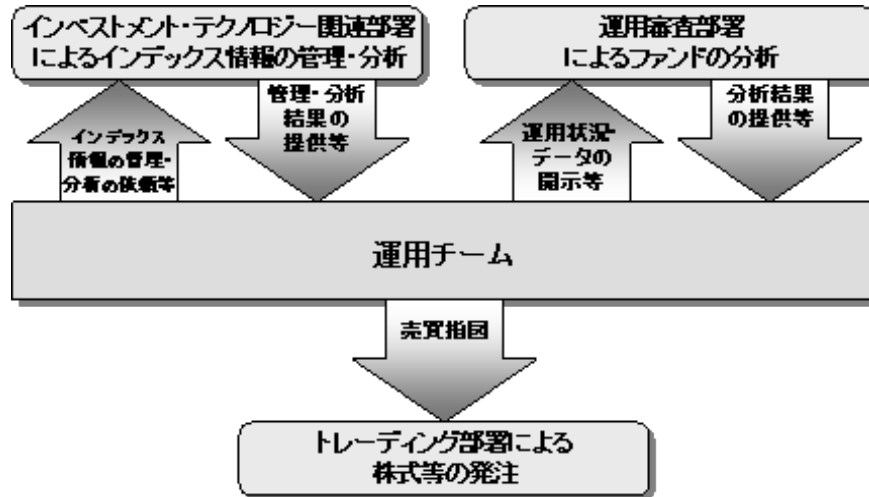 インベストメント・テクノロジー関連部署
によるインデックス情報の管理・分析
運用審査部署
によるファンドの分析
インデックス
情報の管理・
分析の依頼等
管理・分析
結果の
提供等
運用状況・
データの
開示等
分析結果
の提供等
運用チーム
売買指図
トレーディング部署による
株式等の発注